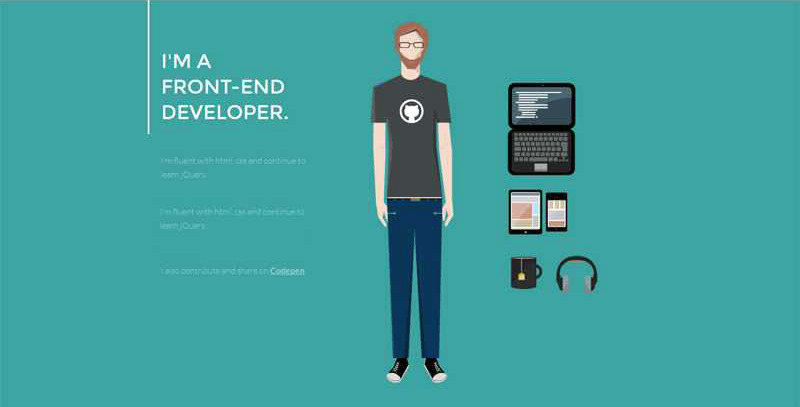 I'M A
FRONT-END
DEVELOPER.
I'm fluent with html, css and continue to
learn jQuery.
I'm fluent with html, css and continue to
learn jQuery.
I also contribute and share on Codepen